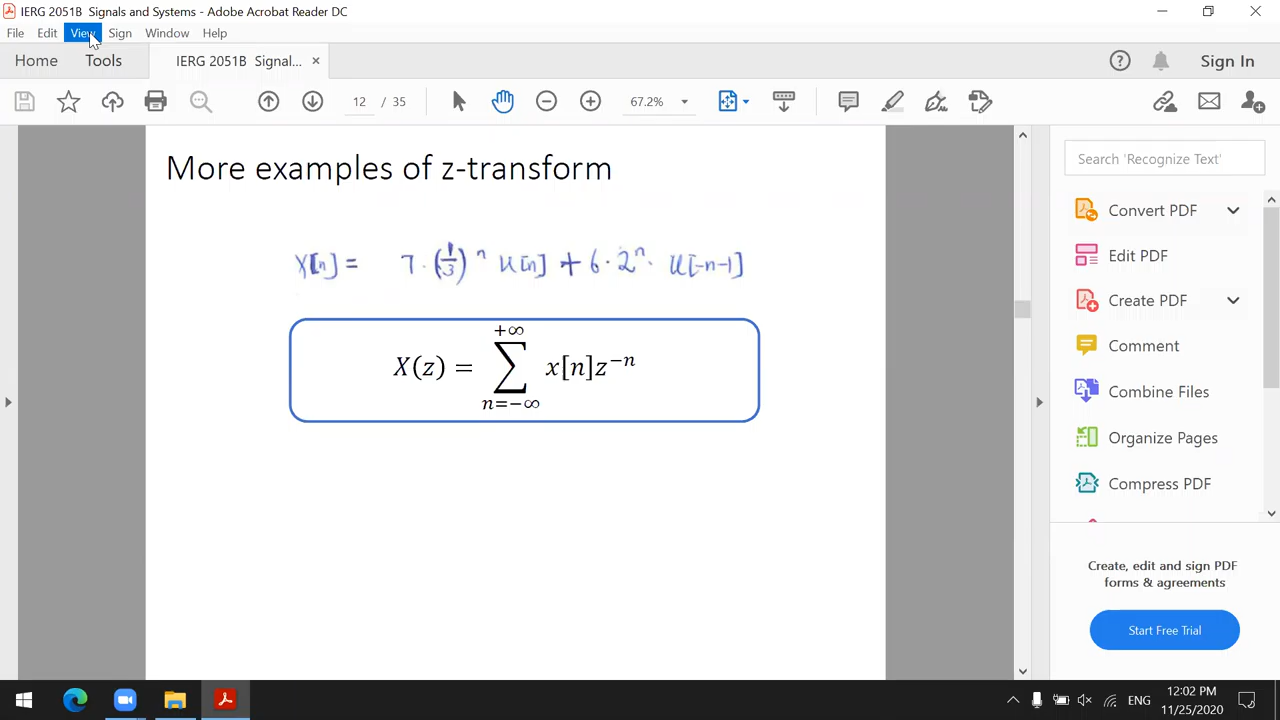 IERG 2051B  Signals and Systems - Adobe Acrobat Reader DC
File Edit View Sign Window Help
Home Tools IERG 2051B  Signal... × Sign In
12 / 35 67.2%
More examples of z-transform
x[n] = 7·(1/3)^n u[n] + 6·2^n· u[-n-1]
X(z) = ∑_{n=−∞}^{+∞} x[n]z^{−n}
Search 'Recognize Text'
Convert PDF
Edit PDF
Create PDF
Comment
Combine Files
Organize Pages
Compress PDF
Create, edit and sign PDF
forms & agreements
Start Free Trial
ENG
12:02 PM
11/25/2020